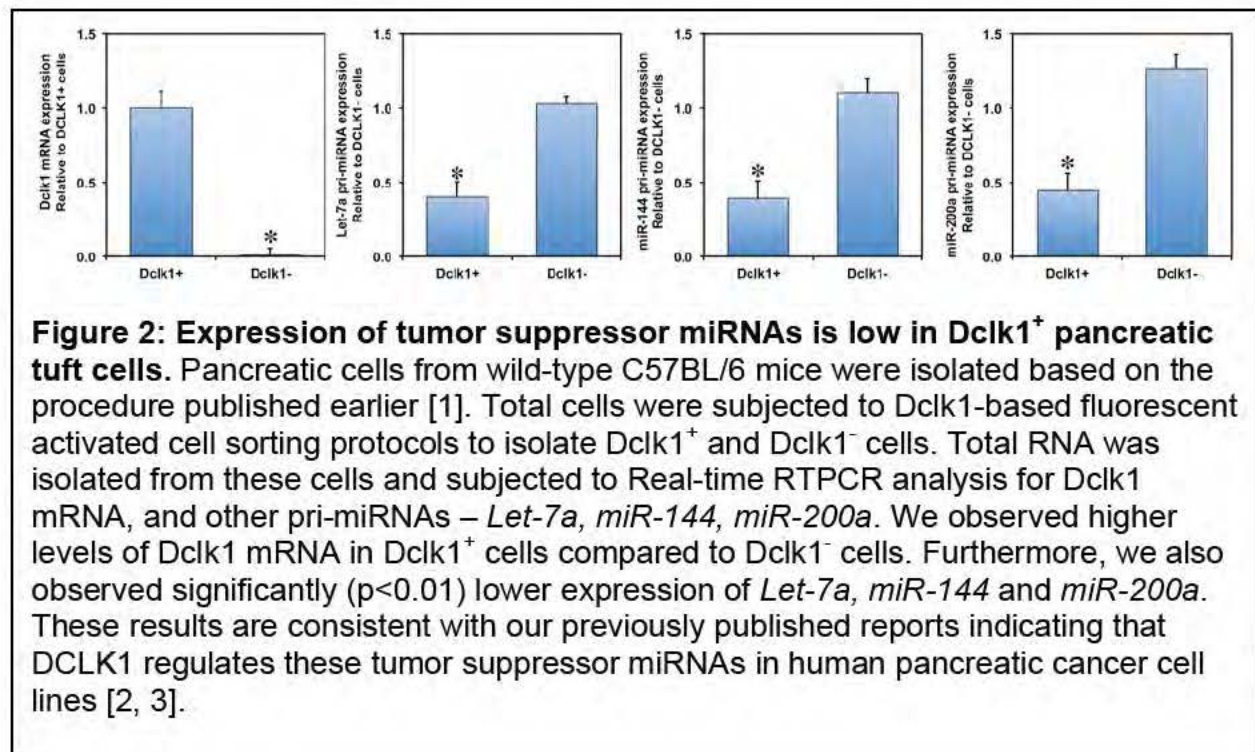 Dclk1 mRNA expression
Relative to DCLK1+ cells
1.5
1.0
0.5
0.0
*
Dclk1+
Dclk1-
Let-7a pri-miRNA expression
Relative to DCLK1- cells
1.5
1.0
0.5
0.0
*
Dclk1+
Dclk1-
miR-144 pri-miRNA expression
Relative to DCLK1- cells
1.5
1.0
0.5
0.0
*
Dclk1+
Dclk1-
miR-200a pri-miRNA expression
Relative to DCLK1- cells
1.5
1.0
0.5
0.0
*
Dclk1+
Dclk1-
Figure 2: Expression of tumor suppressor miRNAs is low in Dclk1⁺ pancreatic
tuft cells. Pancreatic cells from wild-type C57BL/6 mice were isolated based on the
procedure published earlier [1]. Total cells were subjected to Dclk1-based fluorescent
activated cell sorting protocols to isolate Dclk1⁺ and Dclk1⁻ cells. Total RNA was
isolated from these cells and subjected to Real-time RTPCR analysis for Dclk1
mRNA, and other pri-miRNAs – Let-7a, miR-144, miR-200a. We observed higher
levels of Dclk1 mRNA in Dclk1⁺ cells compared to Dclk1⁻ cells. Furthermore, we also
observed significantly (p<0.01) lower expression of Let-7a, miR-144 and miR-200a.
These results are consistent with our previously published reports indicating that
DCLK1 regulates these tumor suppressor miRNAs in human pancreatic cancer cell
lines [2, 3].